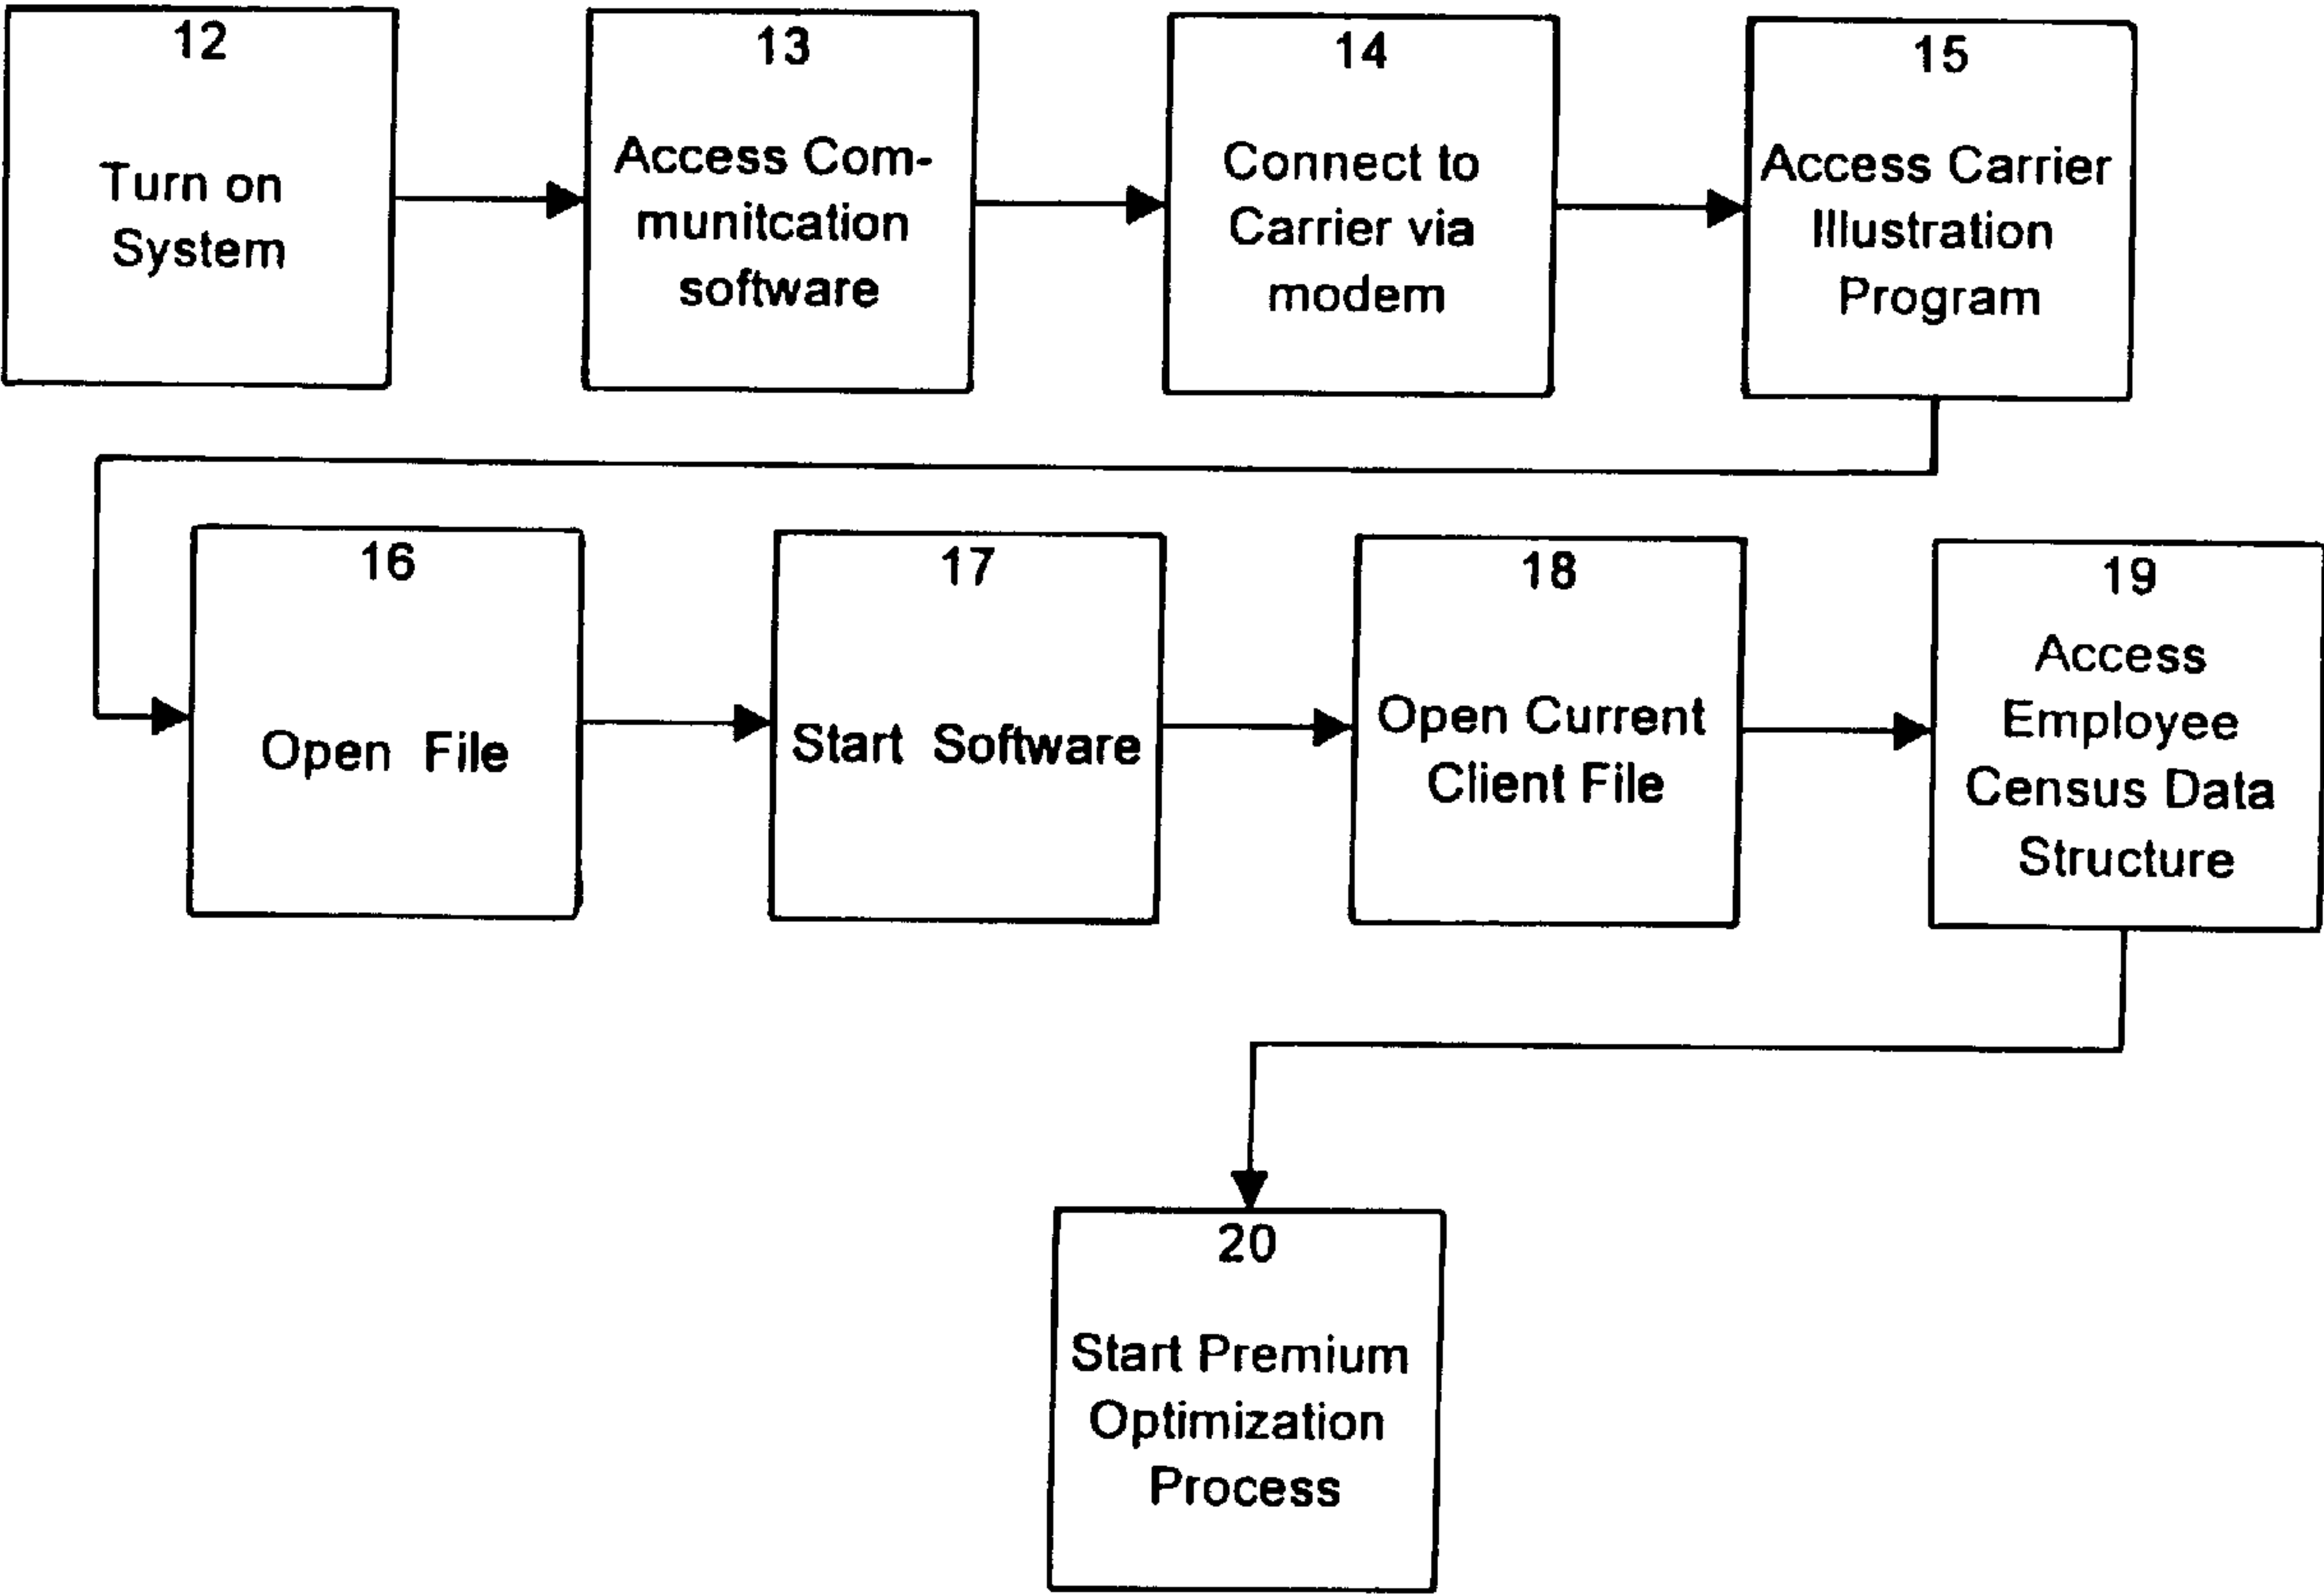 12
Turn on
System
13
Access Com-
munitcation
software
14
Connect to
Carrier via
modem
15
Access Carrier
Illustration
Program
16
Open File
17
Start Software
18
Open Current
Client File
19
Access
Employee
Census Data
Structure
20
Start Premium
Optimization
Process